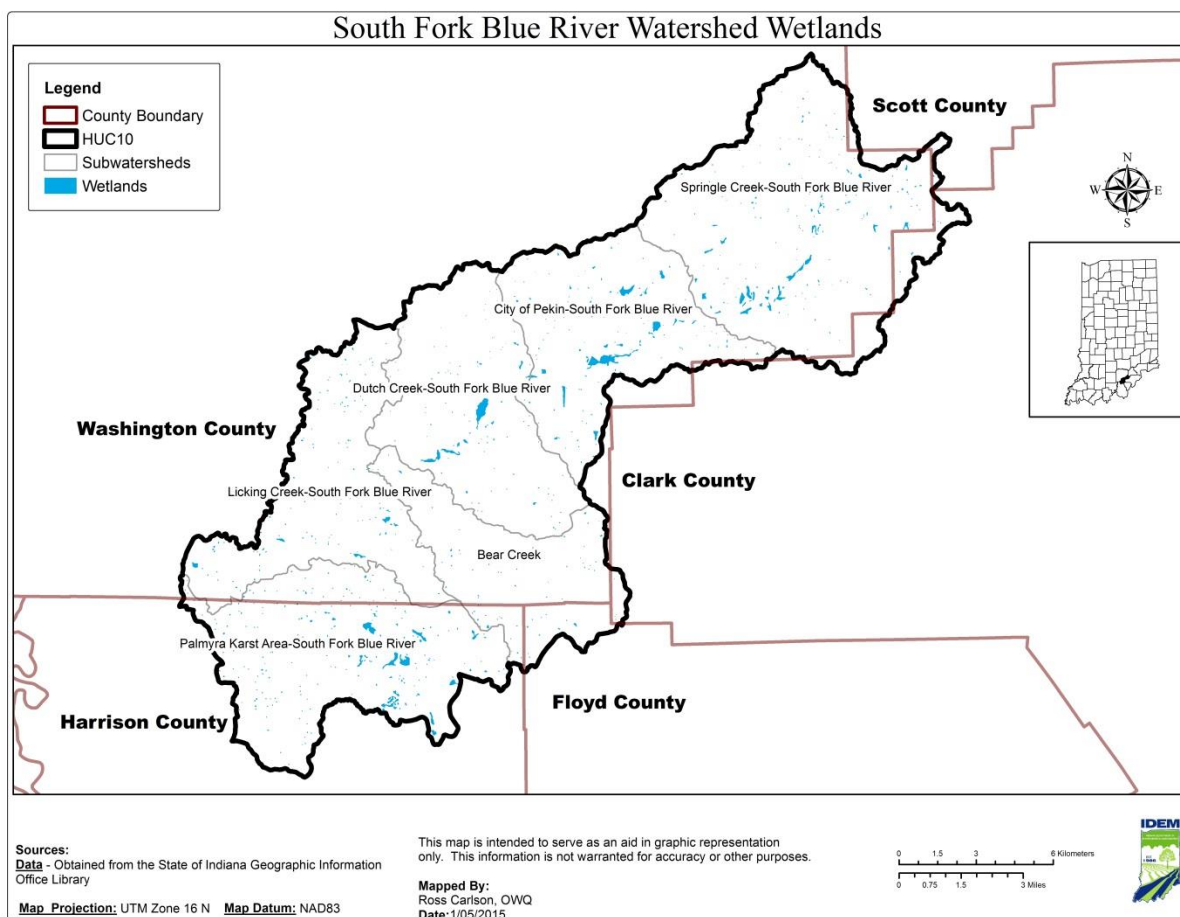 South Fork Blue River Watershed Wetlands
Legend
County Boundary
HUC10
Subwatersheds
Wetlands
Scott County
N
W E
S
Springle Creek-South Fork Blue River
City of Pekin-South Fork Blue River
Dutch Creek-South Fork Blue River
Washington County
Clark County
Licking Creek-South Fork Blue River
Bear Creek
Palmyra Karst Area-South Fork Blue River
Floyd County
Harrison County
Sources:
Data - Obtained from the State of Indiana Geographic Information
Office Library
Map Projection: UTM Zone 16 N Map Datum: NAD83
This map is intended to serve as an aid in graphic representation
only. This information is not warranted for accuracy or other purposes.
Mapped By:
Ross Carlson, OWQ
Date:1/05/2015
0 1.5 3 6 Kilometers
0 0.75 1.5 3 Miles
IDEM